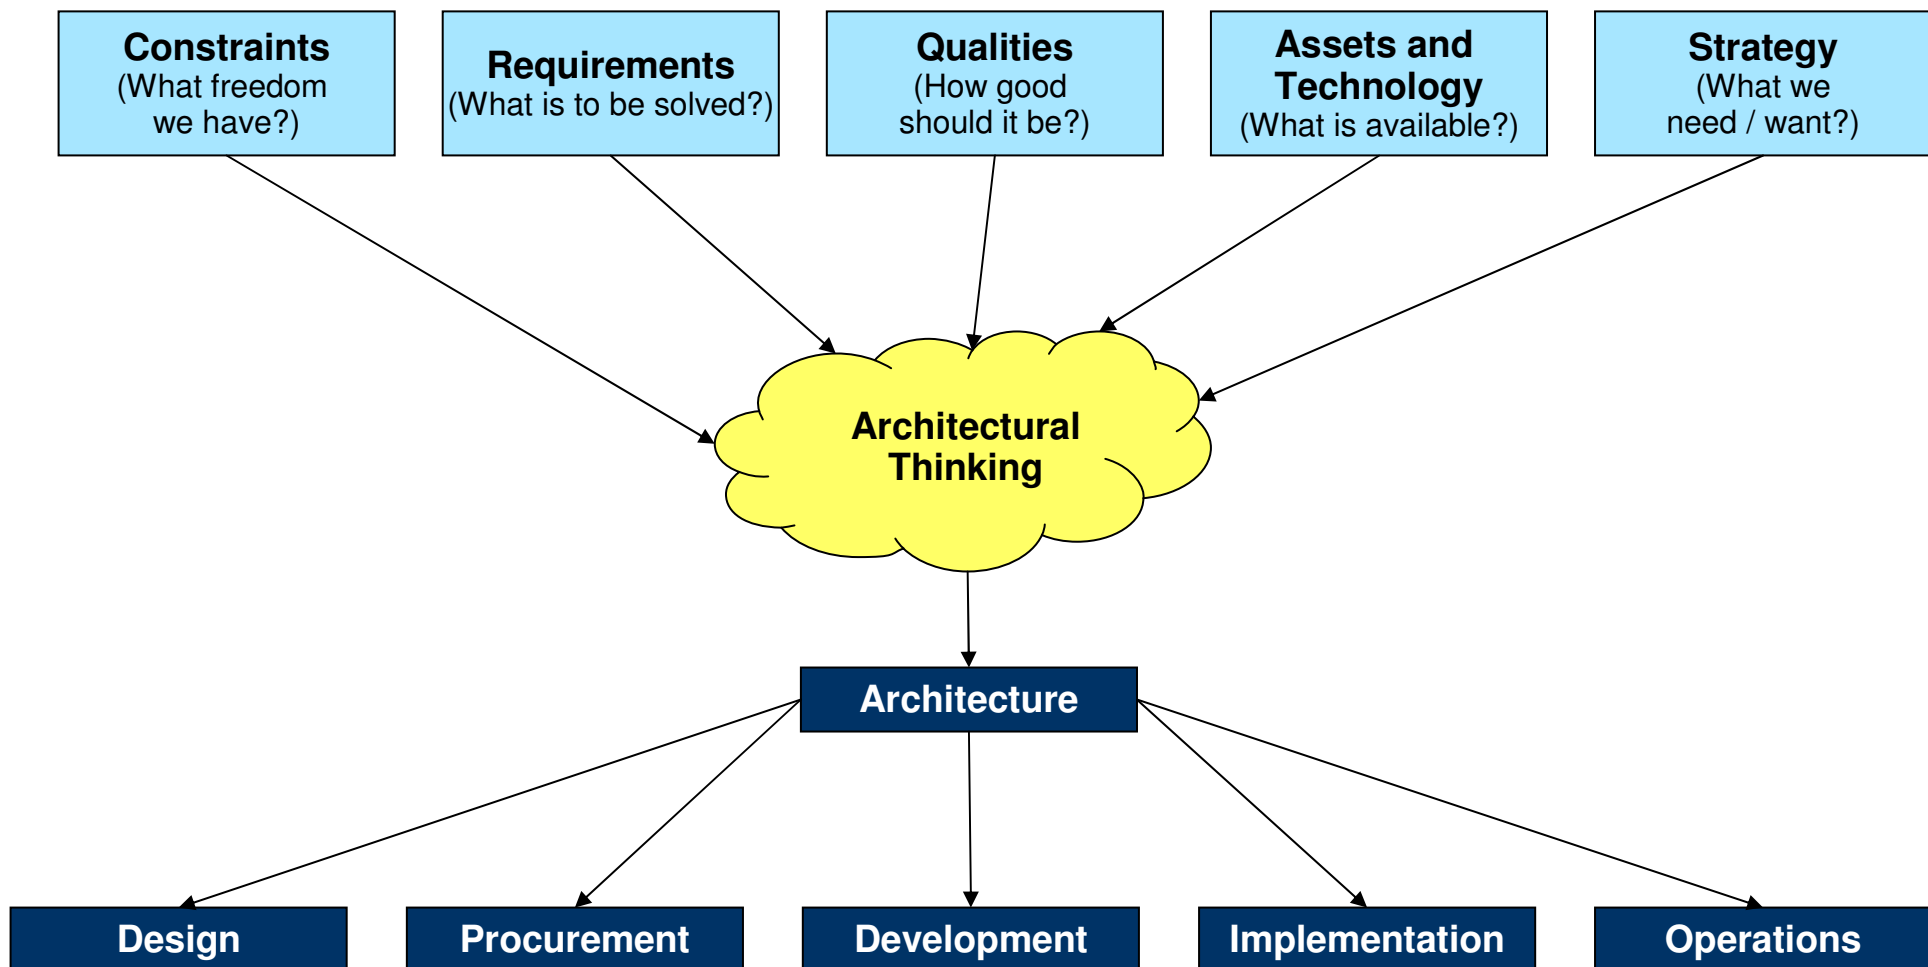 Constraints
(What freedom
we have?)
Requirements
(What is to be solved?)
Qualities
(How good
should it be?)
Assets and
Technology
(What is available?)
Strategy
(What we
need / want?)
Architectural
Thinking
Architecture
Design
Procurement
Development
Implementation
Operations